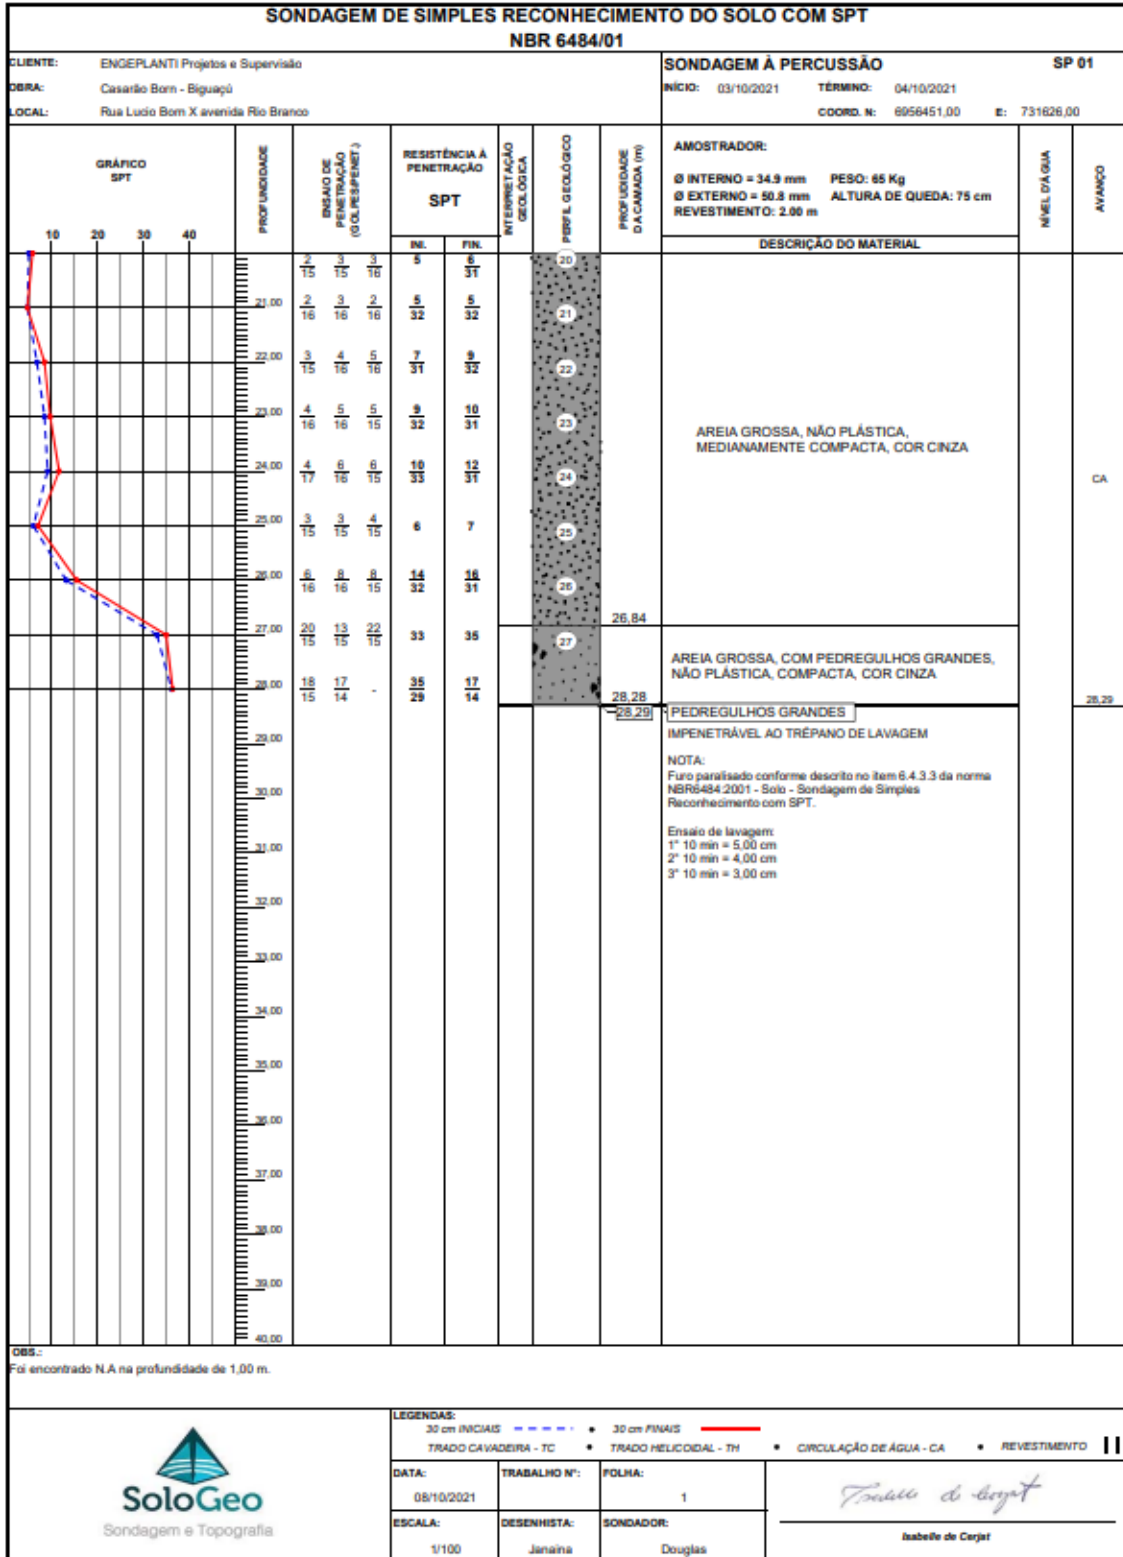 SONDAGEM DE SIMPLES RECONHECIMENTO DO SOLO COM SPT
NBR 6484/01
CLIENTE: ENGEPLANTI Projetos e Supervisão
OBRA: Casarão Born - Biguaçú
LOCAL: Rua Lucio Born X avenida Rio Branco
SONDAGEM À PERCUSSÃO SP 01
INÍCIO: 03/10/2021 TÉRMINO: 04/10/2021
COORD. N: 6956451,00 E: 731626,00
GRÁFICO
SPT
10 20 30 40
PROFUNDIDADE
ENSAIO DE
PENETRAÇÃO
(GOLPES/PENET.)
RESISTÊNCIA À
PENETRAÇÃO
SPT
INI. FIN.
INTERPRETAÇÃO
GEOLÓGICA
PERFIL GEOLÓGICO
PROFUDIDADE
DA CAMADA (m)
AMOSTRADOR:
Ø INTERNO = 34.9 mm PESO: 65 Kg
Ø EXTERNO = 50.8 mm ALTURA DE QUEDA: 75 cm
REVESTIMENTO: 2.00 m
DESCRIÇÃO DO MATERIAL
NÍVEL D'ÁGUA
AVANÇO
2/15 3/15 3/16 5 6/31 20
21,00 2/16 3/16 2/16 5/32 5/32 21
22,00 3/15 4/16 5/16 7/31 9/32 22
23,00 4/16 5/16 5/15 9/32 10/31 23
AREIA GROSSA, NÃO PLÁSTICA,
MEDIANAMENTE COMPACTA, COR CINZA
24,00 4/17 6/16 6/15 10/33 12/31 24
CA
25,00 3/15 3/15 4/15 6 7 25
26,00 6/16 8/16 8/15 14/32 16/31 26
26,84
27,00 20/15 13/15 22/15 33 35 27
AREIA GROSSA, COM PEDREGULHOS GRANDES,
NÃO PLÁSTICA, COMPACTA, COR CINZA
28,00 18/15 17/14 - 35/29 17/14
28,28
28,29
28,29 PEDREGULHOS GRANDES
IMPENETRÁVEL AO TRÉPANO DE LAVAGEM
29,00
NOTA:
Furo paralisado conforme descrito no item 6.4.3.3 da norma
NBR6484:2001 - Solo - Sondagem de Simples
Reconhecimento com SPT.
30,00
Ensaio de lavagem:
1° 10 min = 5,00 cm
2° 10 min = 4,00 cm
3° 10 min = 3,00 cm
31,00
32,00
33,00
34,00
35,00
36,00
37,00
38,00
39,00
40,00
OBS.:
Foi encontrado N.A na profundidade de 1,00 m.
SoloGeo
Sondagem e Topografia
LEGENDAS:
30 cm INICIAIS • 30 cm FINAIS
TRADO CAVADEIRA - TC • TRADO HELICOIDAL - TH • CIRCULAÇÃO DE ÁGUA - CA • REVESTIMENTO
DATA: TRABALHO N°: FOLHA:
08/10/2021 1
ESCALA: DESENHISTA: SONDADOR:
1/100 Janaina Douglas
Isabelle de Cerjat